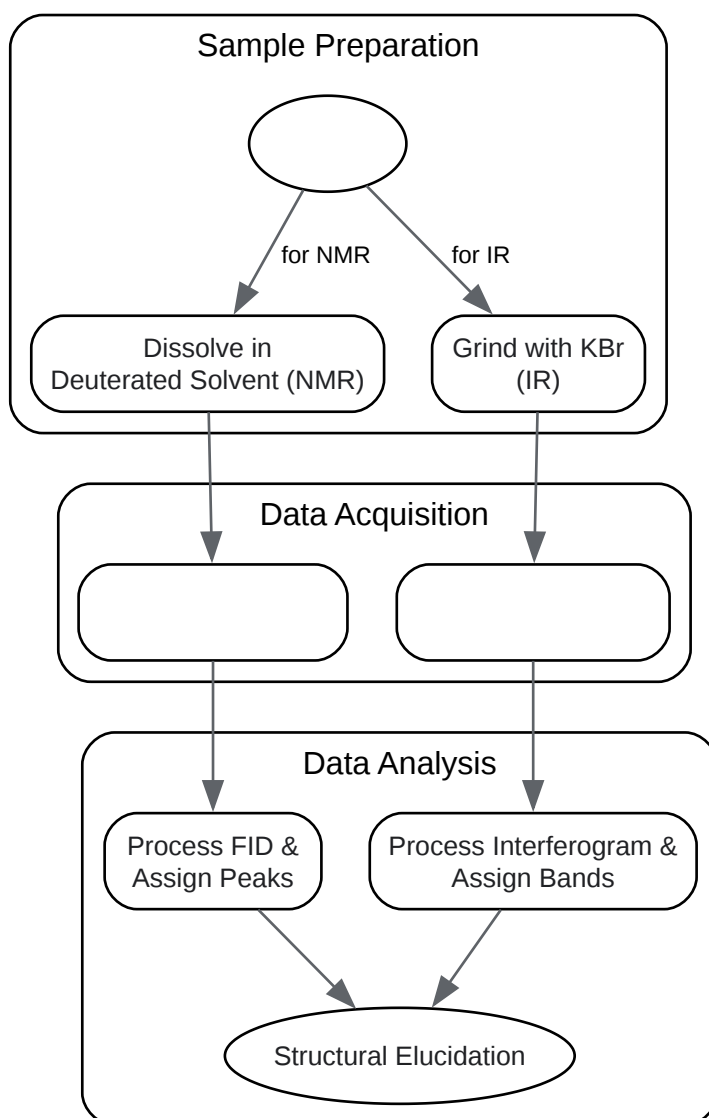 Sample Preparation
for NMR
for IR
Dissolve in
Deuterated Solvent (NMR)
Grind with KBr
(IR)
Data Acquisition
Data Analysis
Process FID &
Assign Peaks
Process Interferogram &
Assign Bands
Structural Elucidation